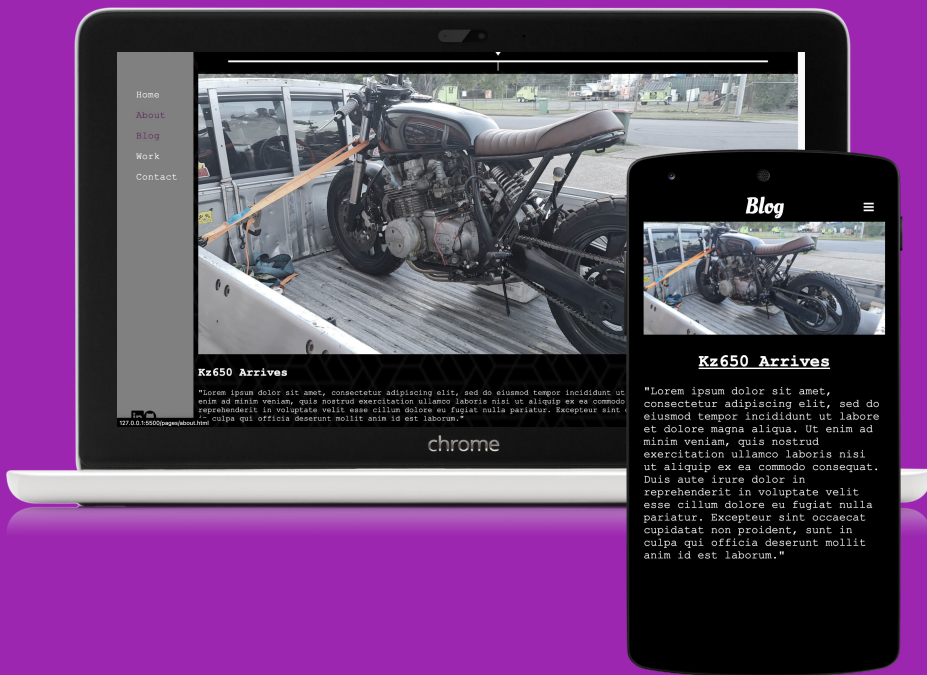 Home
About
Blog
Work
Contact
Kz650 Arrives
"Lorem ipsum dolor sit amet, consectetur adipiscing elit, sed do eiusmod tempor incididunt ut
enim ad minim veniam, quis nostrud exercitation ullamco laboris nisi ut aliquip ex ea commodo
reprehenderit in voluptate velit esse cillum dolore eu fugiat nulla pariatur. Excepteur sint
culpa qui officia deserunt mollit anim id est laborum."
127.0.0.1:5500/pages/about.html
chrome
Blog
Kz650 Arrives
"Lorem ipsum dolor sit amet,
consectetur adipiscing elit, sed do
eiusmod tempor incididunt ut labore
et dolore magna aliqua. Ut enim ad
minim veniam, quis nostrud
exercitation ullamco laboris nisi
ut aliquip ex ea commodo consequat.
Duis aute irure dolor in
reprehenderit in voluptate velit
esse cillum dolore eu fugiat nulla
pariatur. Excepteur sint occaecat
cupidatat non proident, sunt in
culpa qui officia deserunt mollit
anim id est laborum."